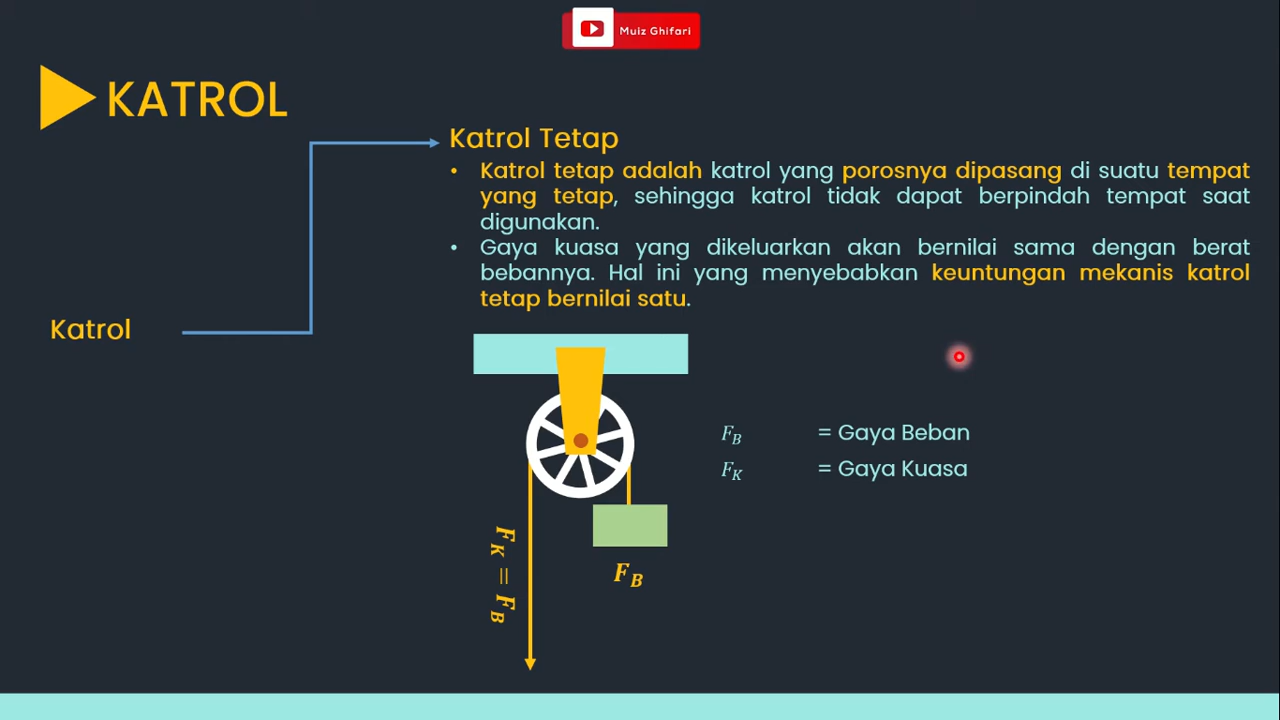 Muiz Ghifari
KATROL
Katrol Tetap
• Katrol tetap adalah katrol yang porosnya dipasang di suatu tempat
yang tetap, sehingga katrol tidak dapat berpindah tempat saat
digunakan.
• Gaya kuasa yang dikeluarkan akan bernilai sama dengan berat
bebannya. Hal ini yang menyebabkan keuntungan mekanis katrol
tetap bernilai satu.
Katrol
F_B = Gaya Beban
F_K = Gaya Kuasa
F_K = F_B
F_B